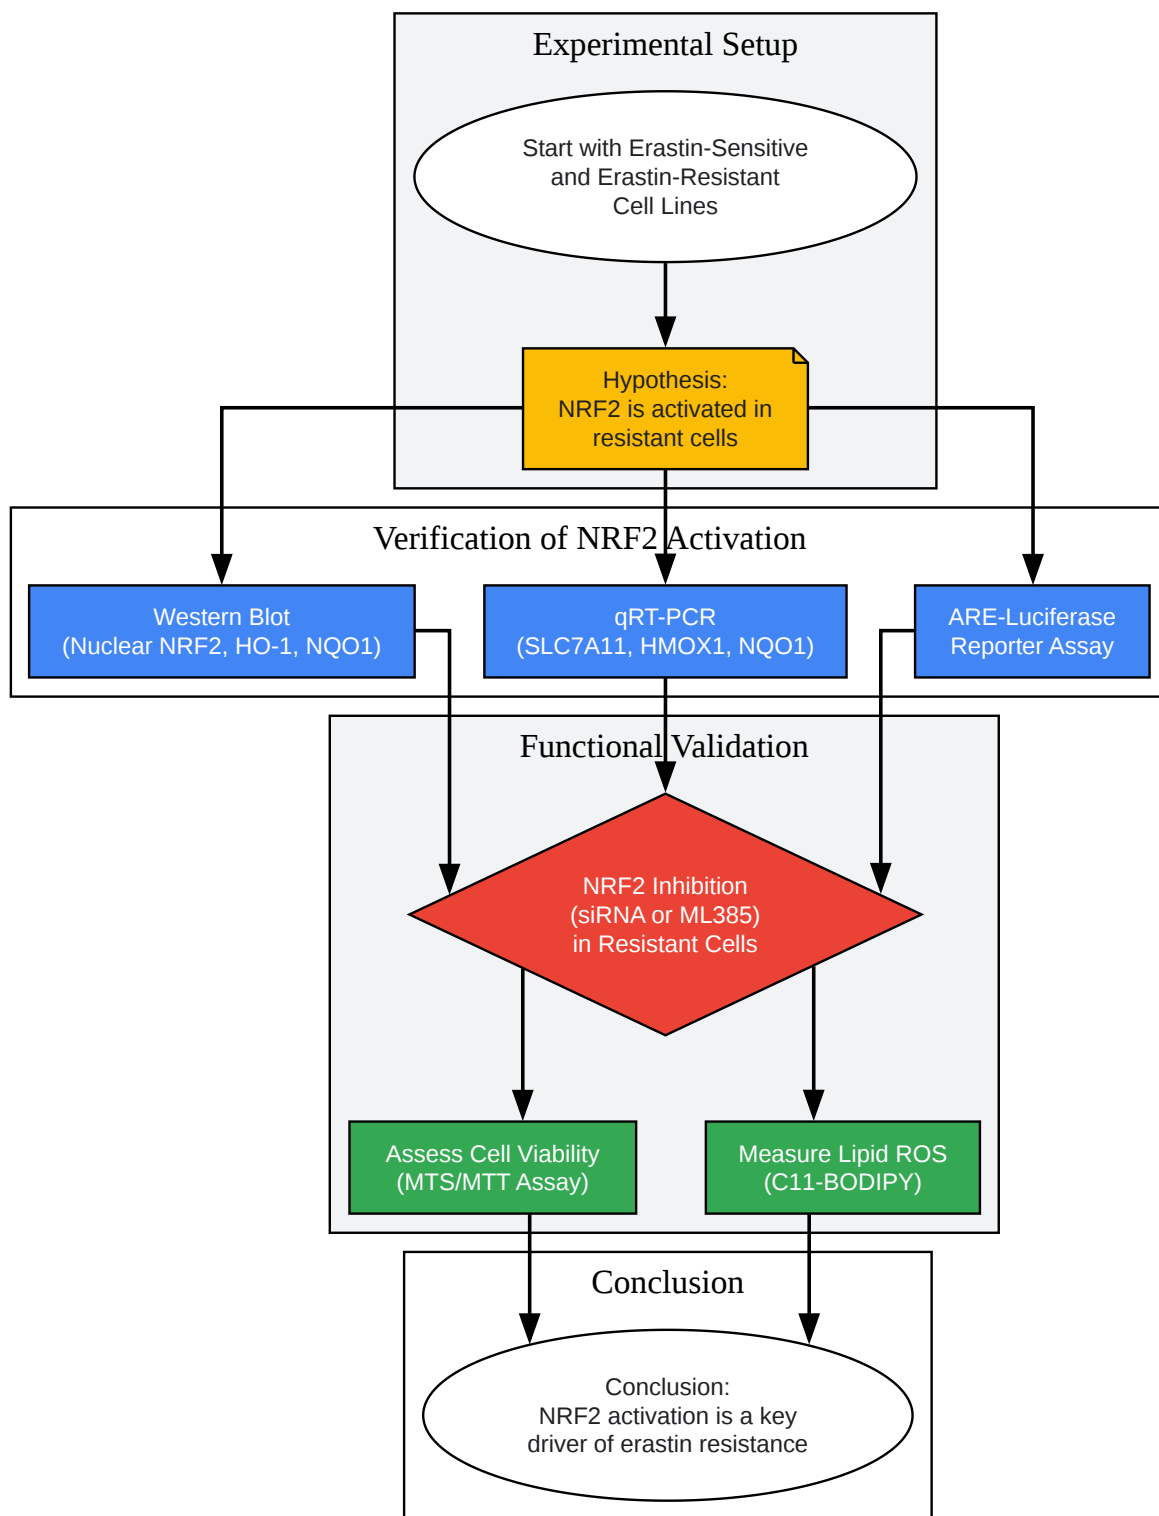 Experimental Setup
Start with Erastin-Sensitive
and Erastin-Resistant
Cell Lines
Hypothesis:
NRF2 is activated in
resistant cells
Verification of NRF2 Activation
Western Blot
(Nuclear NRF2, HO-1, NQO1)
qRT-PCR
(SLC7A11, HMOX1, NQO1)
ARE-Luciferase
Reporter Assay
Functional Validation
NRF2 Inhibition
(siRNA or ML385)
in Resistant Cells
Assess Cell Viability
(MTS/MTT Assay)
Measure Lipid ROS
(C11-BODIPY)
Conclusion
Conclusion:
NRF2 activation is a key
driver of erastin resistance